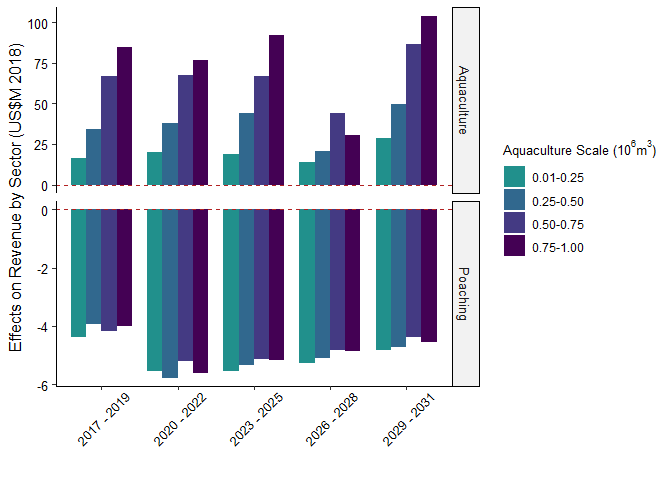 Effects on Revenue by Sector (US$M 2018)
100
75
50
25
0
Aquaculture
0
-2
-4
-6
Poaching
2017 - 2019
2020 - 2022
2023 - 2025
2026 - 2028
2029 - 2031
Aquaculture Scale (10⁶m³)
0.01-0.25
0.25-0.50
0.50-0.75
0.75-1.00